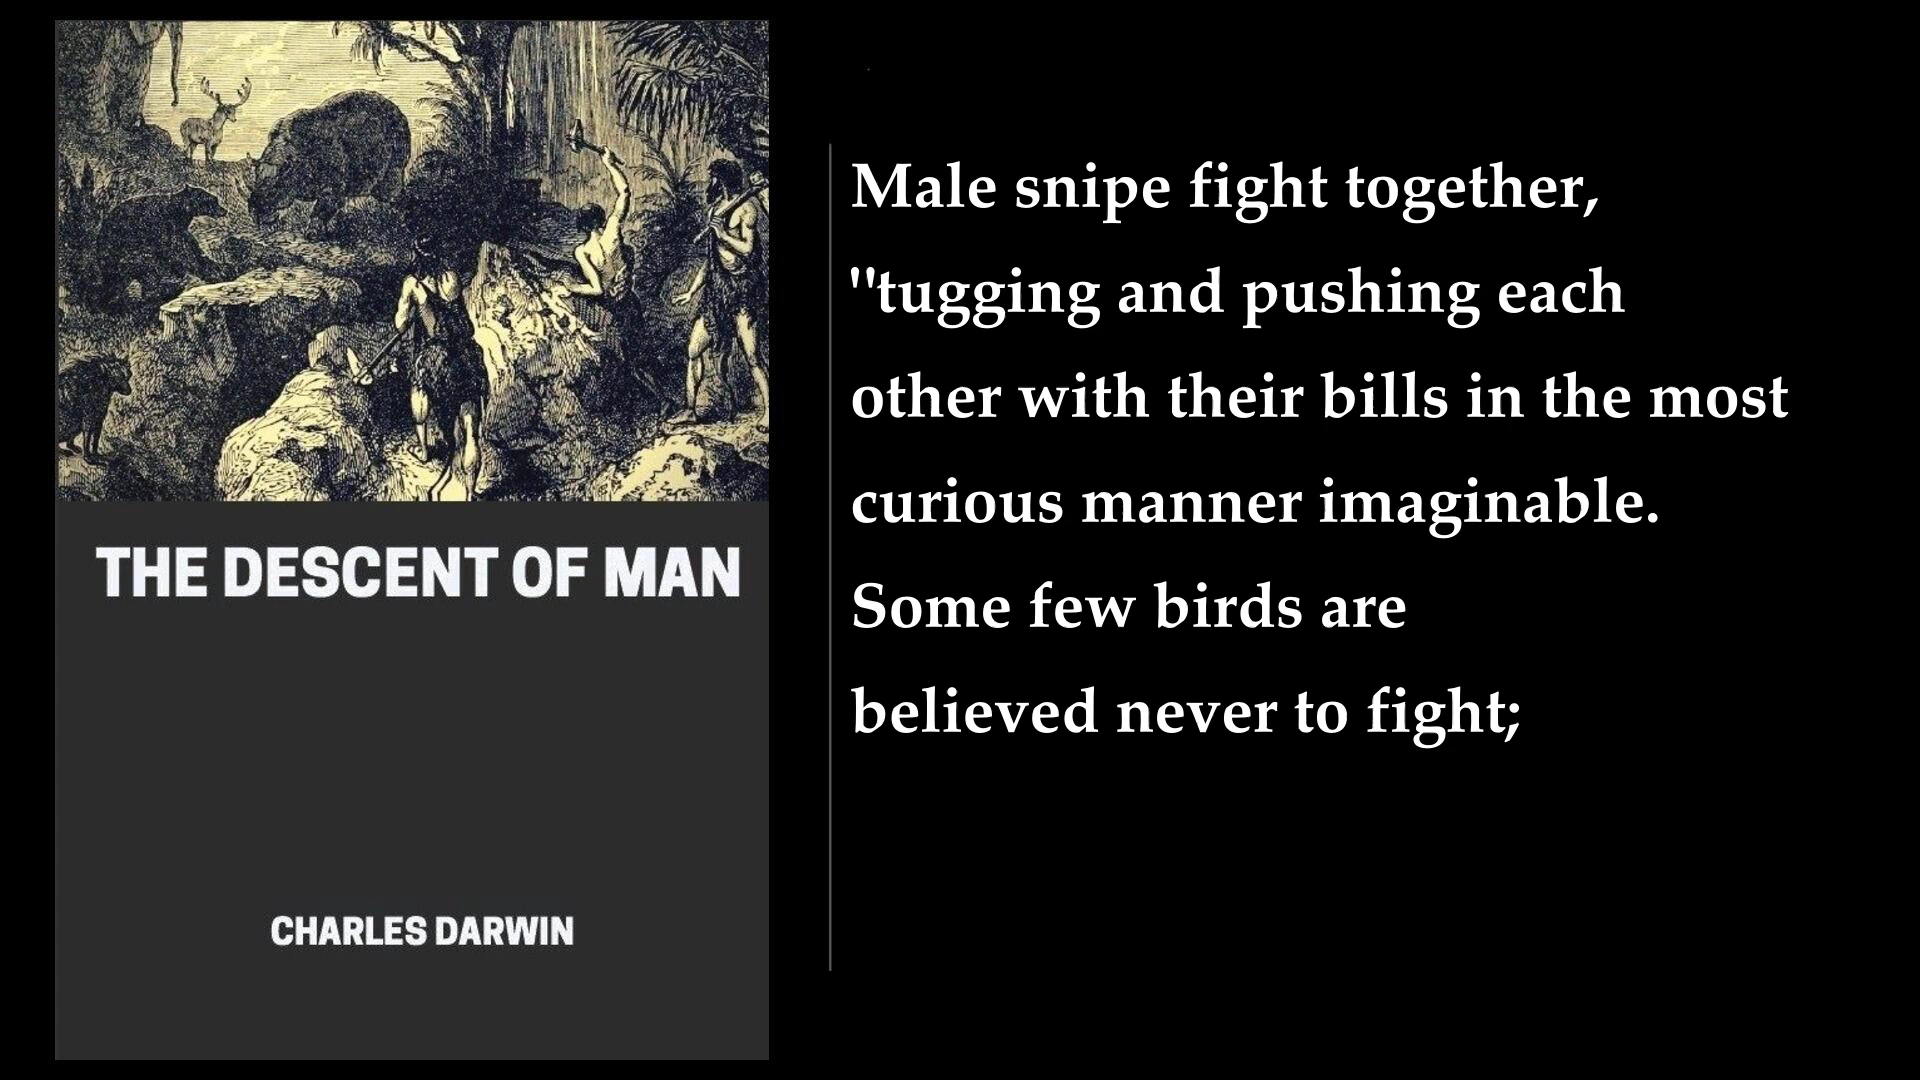 THE DESCENT OF MAN
CHARLES DARWIN
Male snipe fight together,
"tugging and pushing each
other with their bills in the most
curious manner imaginable.
Some few birds are
believed never to fight;